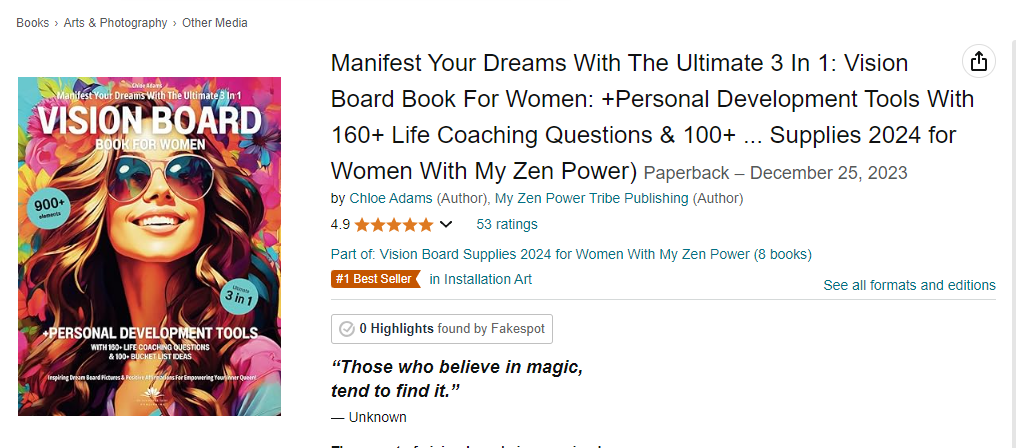 Books › Arts & Photography › Other Media
Chloe Adams
Manifest Your Dreams With The Ultimate 3 In 1
VISION BOARD
BOOK FOR WOMEN
900+
elements
Ultimate
3 in 1
+PERSONAL DEVELOPMENT TOOLS
WITH 160+ LIFE COACHING QUESTIONS
& 100+ BUCKET LIST IDEAS
Inspiring Dream Board Pictures & Positive Affirmations For Empowering Your Inner Queen!
Manifest Your Dreams With The Ultimate 3 In 1: Vision
Board Book For Women: +Personal Development Tools With
160+ Life Coaching Questions & 100+ ... Supplies 2024 for
Women With My Zen Power) Paperback – December 25, 2023
by Chloe Adams (Author), My Zen Power Tribe Publishing (Author)
4.9 53 ratings
Part of: Vision Board Supplies 2024 for Women With My Zen Power (8 books)
#1 Best Seller in Installation Art
See all formats and editions
0 Highlights found by Fakespot
“Those who believe in magic,
tend to find it.”
— Unknown